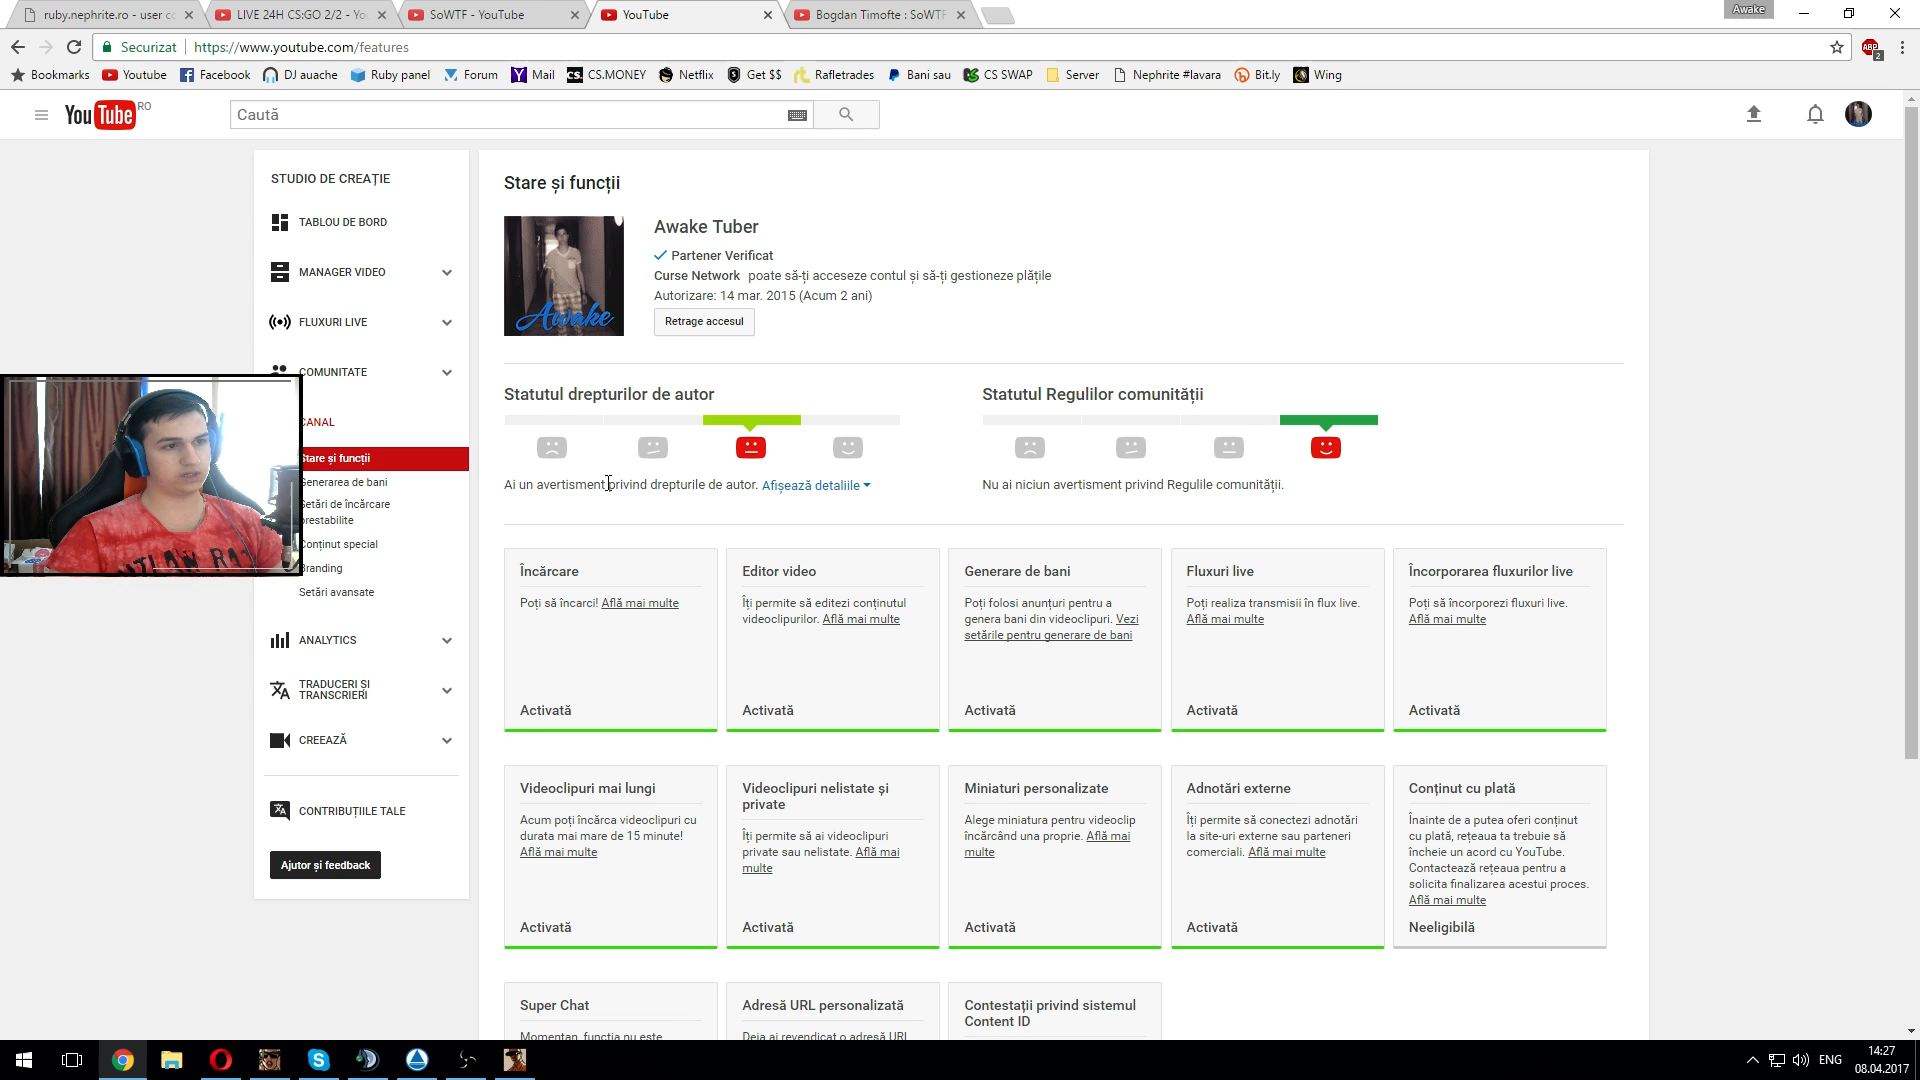 ruby.nephrite.ro - user c
LIVE 24H CS:GO 2/2 - Yo
SoWTF - YouTube
YouTube
Bogdan Timofte : SoWTF
Awake
Securizat
https://www.youtube.com/features
ABP
2
Bookmarks
Youtube
Facebook
DJ auache
Ruby panel
Forum
Mail
CS.MONEY
Netflix
Get $$
Rafletrades
Bani sau
CS SWAP
Server
Nephrite #lavara
Bit.ly
Wing
YouTube RO
Caută
STUDIO DE CREAȚIE
TABLOU DE BORD
MANAGER VIDEO
FLUXURI LIVE
COMUNITATE
CANAL
Stare și funcții
Generarea de bani
Setări de încărcare
prestabilite
Conținut special
Branding
Setări avansate
ANALYTICS
TRADUCERI ȘI
TRANSCRIERI
CREEAZĂ
CONTRIBUȚIILE TALE
Ajutor și feedback
Stare și funcții
Awake
Awake Tuber
Partener Verificat
Curse Network poate să-ți acceseze contul și să-ți gestioneze plățile
Autorizare: 14 mar. 2015 (Acum 2 ani)
Retrage accesul
Statutul drepturilor de autor
Ai un avertisment privind drepturile de autor. Afișează detaliile
Statutul Regulilor comunității
Nu ai niciun avertisment privind Regulile comunității.
Încărcare
Poți să încarci! Află mai multe
Activată
Editor video
Îți permite să editezi conținutul
videoclipurilor. Află mai multe
Activată
Generare de bani
Poți folosi anunțuri pentru a
genera bani din videoclipuri. Vezi
setările pentru generare de bani
Activată
Fluxuri live
Poți realiza transmisii în flux live.
Află mai multe
Activată
Încorporarea fluxurilor live
Poți să încorporezi fluxuri live.
Află mai multe
Activată
Videoclipuri mai lungi
Acum poți încărca videoclipuri cu
durata mai mare de 15 minute!
Află mai multe
Activată
Videoclipuri nelistate și
private
Îți permite să ai videoclipuri
private sau nelistate. Află mai
multe
Activată
Miniaturi personalizate
Alege miniatura pentru videoclip
încărcând una proprie. Află mai
multe
Activată
Adnotări externe
Îți permite să conectezi adnotări
la site-uri externe sau parteneri
comerciali. Află mai multe
Activată
Conținut cu plată
Înainte de a putea oferi conținut
cu plată, rețeaua ta trebuie să
încheie un acord cu YouTube.
Contactează rețeaua pentru a
solicita finalizarea acestui proces.
Află mai multe
Neeligibilă
Super Chat
Momentan, funcția nu este
Adresă URL personalizată
Deja ai revendicat o adresă URL
Contestații privind sistemul
Content ID
ENG
14:27
08.04.2017